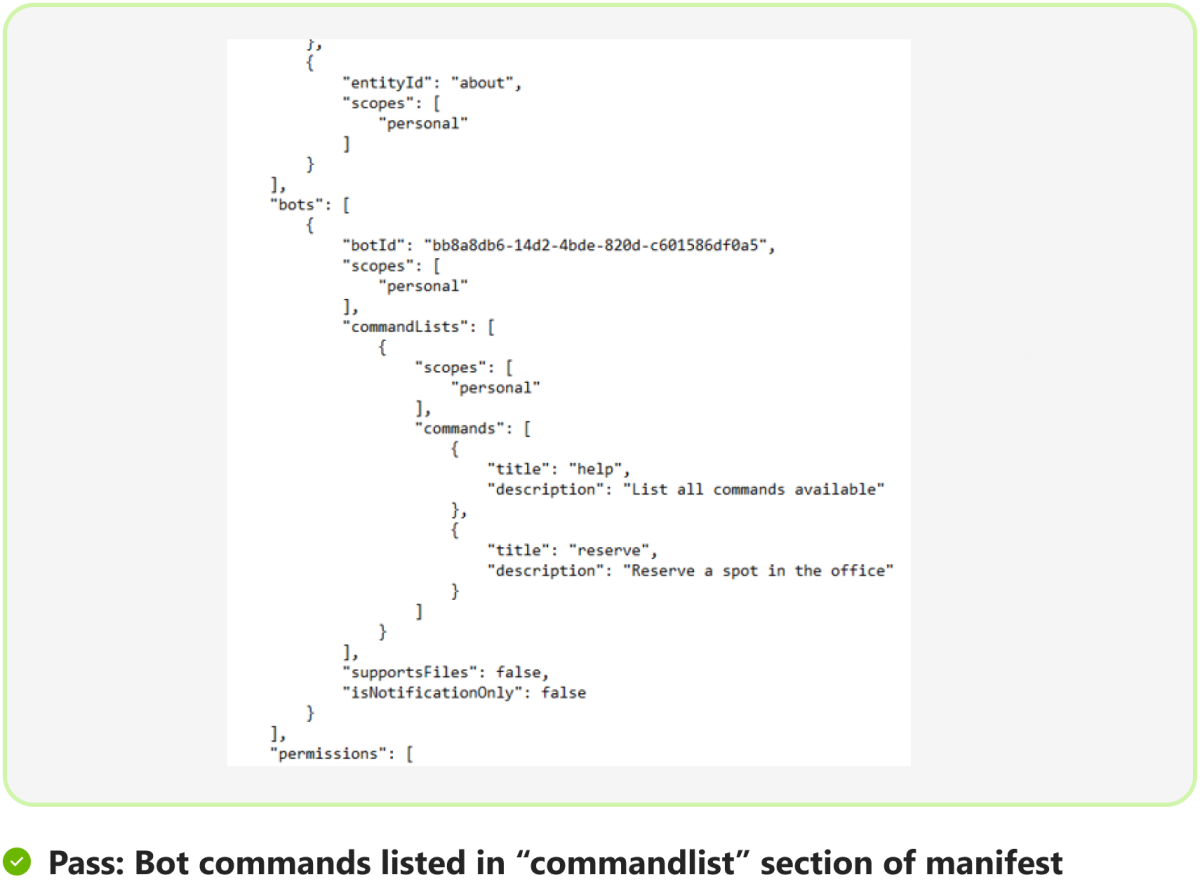 },
{
"entityId": "about",
"scopes": [
"personal"
]
}
],
"bots": [
{
"botId": "bb8a8db6-14d2-4bde-820d-c601586df0a5",
"scopes": [
"personal"
],
"commandLists": [
{
"scopes": [
"personal"
],
"commands": [
{
"title": "help",
"description": "List all commands available"
},
{
"title": "reserve",
"description": "Reserve a spot in the office"
}
]
}
],
"supportsFiles": false,
"isNotificationOnly": false
}
],
"permissions": [
Pass: Bot commands listed in “commandlist” section of manifest